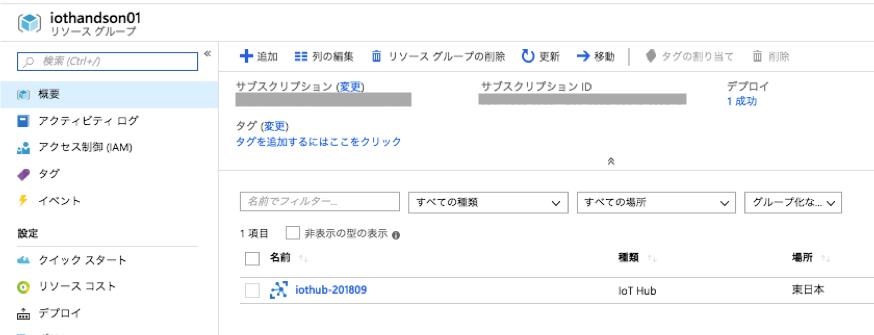 iothandson01
リソース グループ
検索 (Ctrl+/)
«
概要
アクティビティ ログ
アクセス制御 (IAM)
タグ
イベント
設定
クイック スタート
リソース コスト
デプロイ
追加 列の編集 リソース グループの削除 更新 移動 タグの割り当て 削除
サブスクリプション (変更) サブスクリプション ID デプロイ
1 成功
タグ (変更)
タグを追加するにはここをクリック
名前でフィルター... すべての種類 すべての場所 グループ化な...
1 項目 非表示の型の表示
名前 ↑↓ 種類 ↑↓ 場所 ↑↓
iothub-201809 IoT Hub 東日本